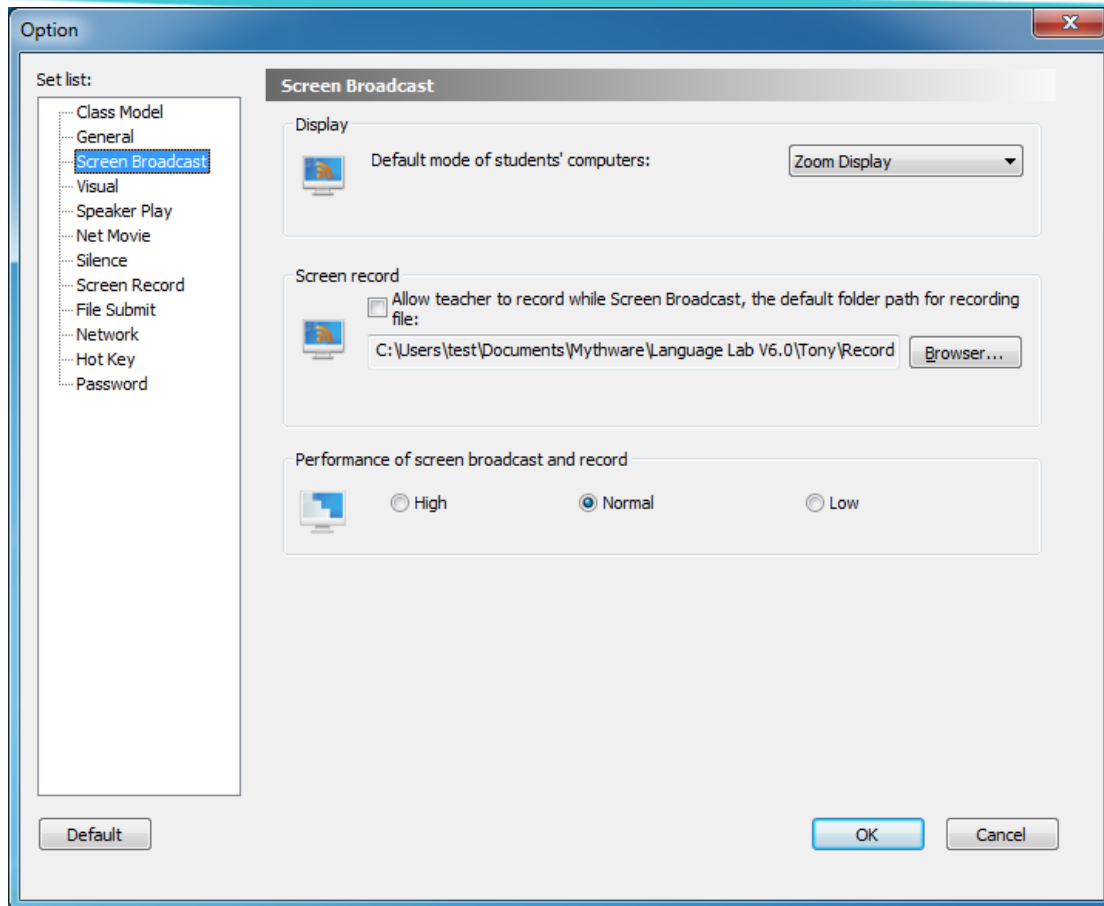 Option
Set list:
Class Model
General
Screen Broadcast
Visual
Speaker Play
Net Movie
Silence
Screen Record
File Submit
Network
Hot Key
Password
Screen Broadcast
Display
Default mode of students' computers:
Zoom Display
Screen record
Allow teacher to record while Screen Broadcast, the default folder path for recording
file:
C:\Users\test\Documents\Mythware\Language Lab V6.0\Tony\Record
Browser...
Performance of screen broadcast and record
High
Normal
Low
Default
OK
Cancel